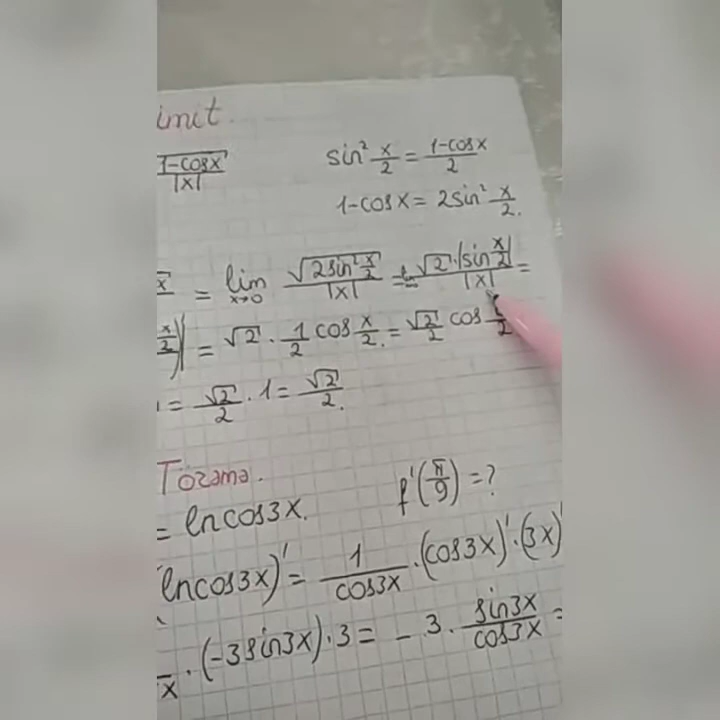 imit.
√1-cosx / |x|
sin² x/2 = 1-cosx / 2
1-cosx = 2sin² x/2.
= lim x→0 √2sin² x/2 / |x| = lim √2·|sin x/2| / |x| =
x/2)| = √2 · 1/2 cos x/2 = √2/2 cos
= √2/2 · 1 = √2/2.
Törəmə.
= lncos3x. f'(π/9) = ?
lncos3x)' = 1/cos3x · (cos3x)' · (3x)'
x · (-3sin3x) · 3 = -3 · sin3x/cos3x =